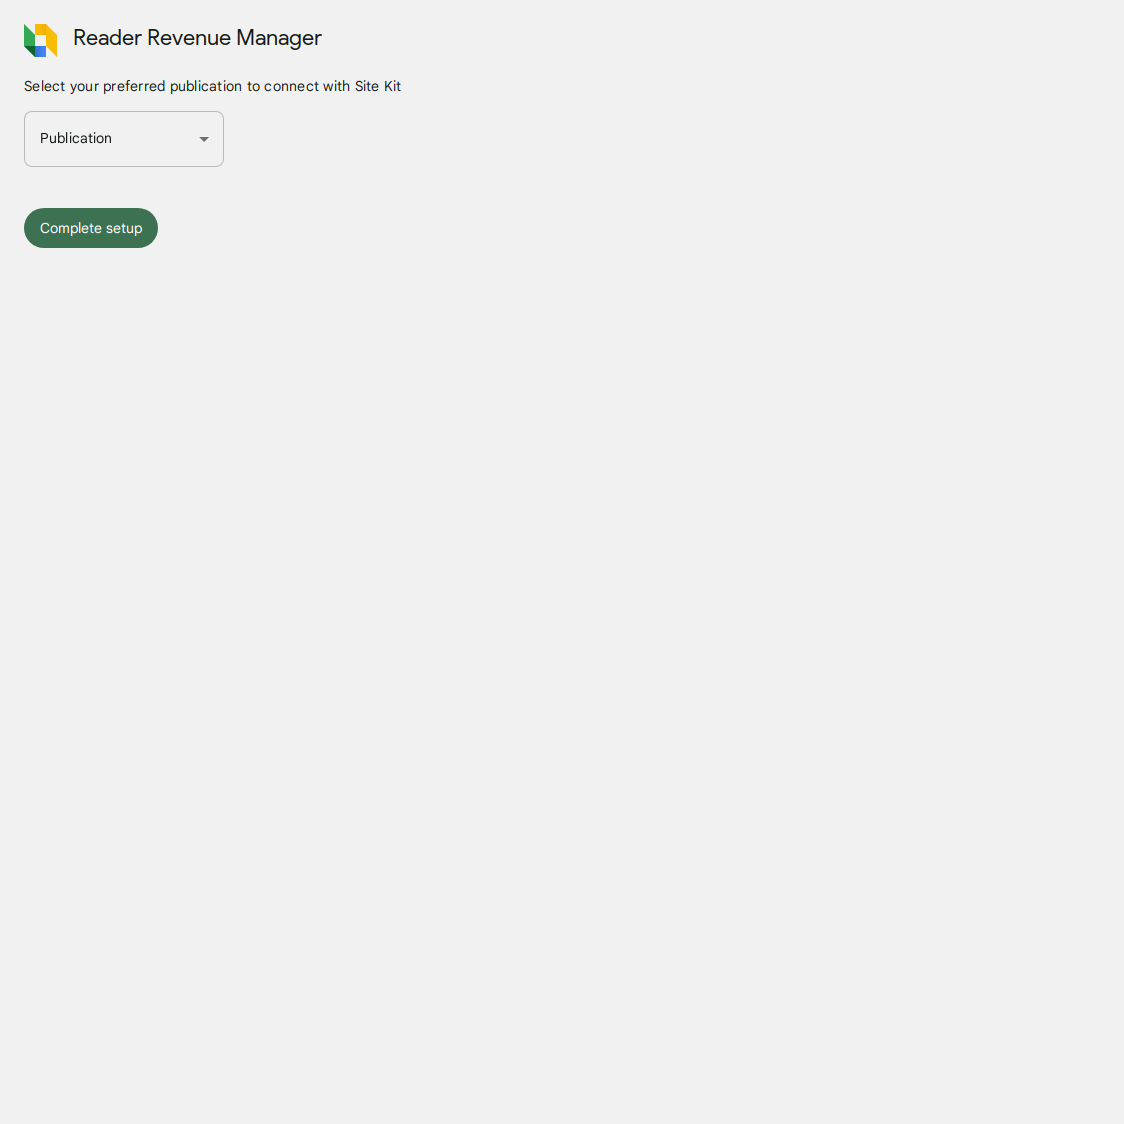 Reader Revenue Manager
Select your preferred publication to connect with Site Kit
Publication
Complete setup